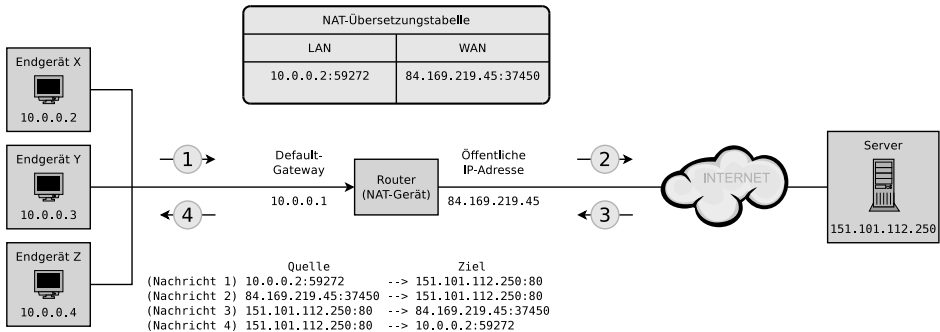 NAT-Übersetzungstabelle
LAN WAN
10.0.0.2:59272 84.169.219.45:37450
Endgerät X
10.0.0.2
Endgerät Y
10.0.0.3
Endgerät Z
10.0.0.4
1
4
Default-
Gateway
10.0.0.1
Router
(NAT-Gerät)
Öffentliche
IP-Adresse
84.169.219.45
2
3
INTERNET
Server
151.101.112.250
Quelle Ziel
(Nachricht 1) 10.0.0.2:59272 --> 151.101.112.250:80
(Nachricht 2) 84.169.219.45:37450 --> 151.101.112.250:80
(Nachricht 3) 151.101.112.250:80 --> 84.169.219.45:37450
(Nachricht 4) 151.101.112.250:80 --> 10.0.0.2:59272